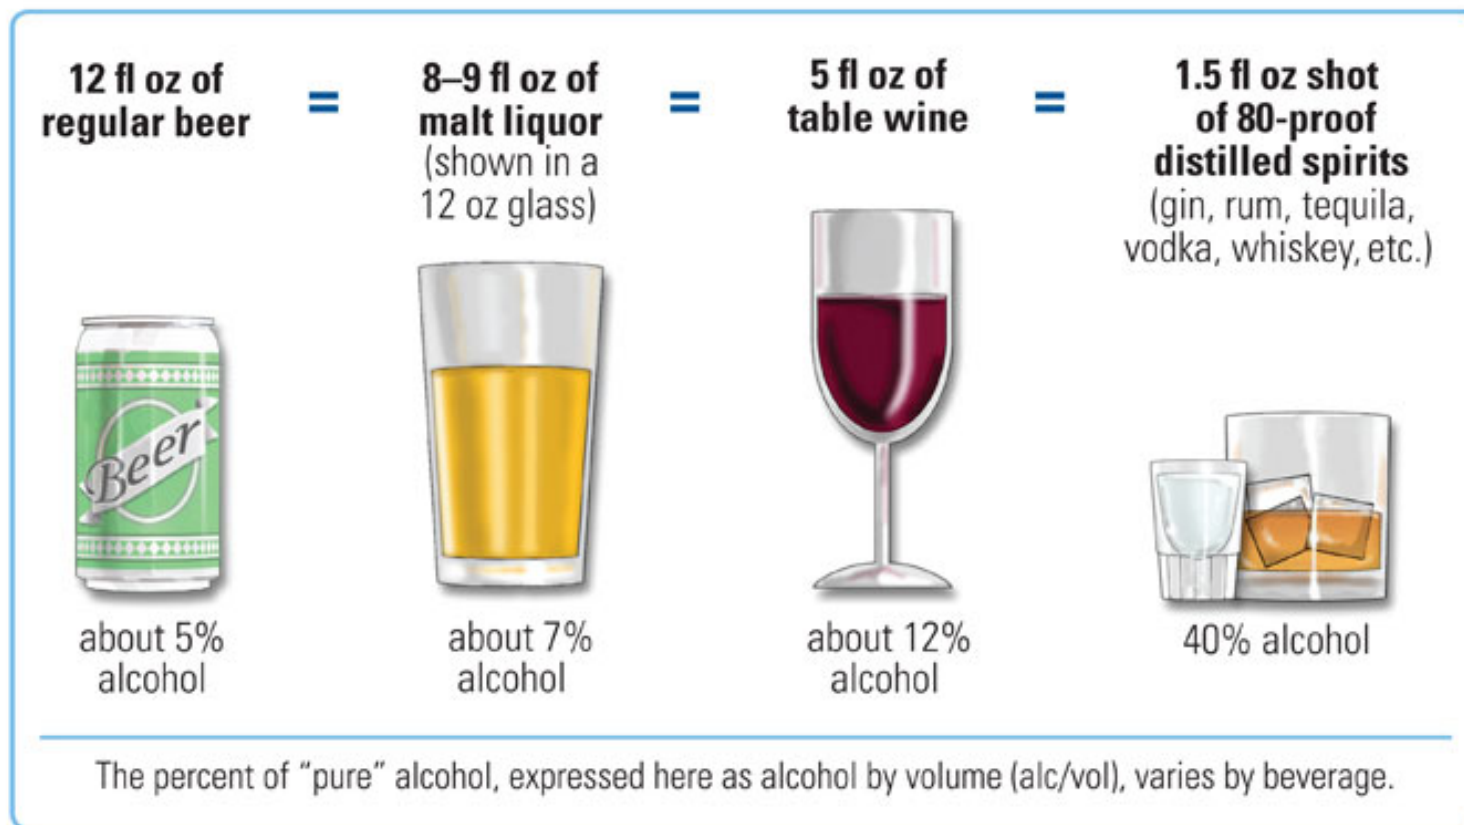 12 fl oz of
regular beer
=
8–9 fl oz of
malt liquor
(shown in a
12 oz glass)
=
5 fl oz of
table wine
=
1.5 fl oz shot
of 80-proof
distilled spirits
(gin, rum, tequila,
vodka, whiskey, etc.)
Beer
about 5%
alcohol
about 7%
alcohol
about 12%
alcohol
40% alcohol
The percent of “pure” alcohol, expressed here as alcohol by volume (alc/vol), varies by beverage.